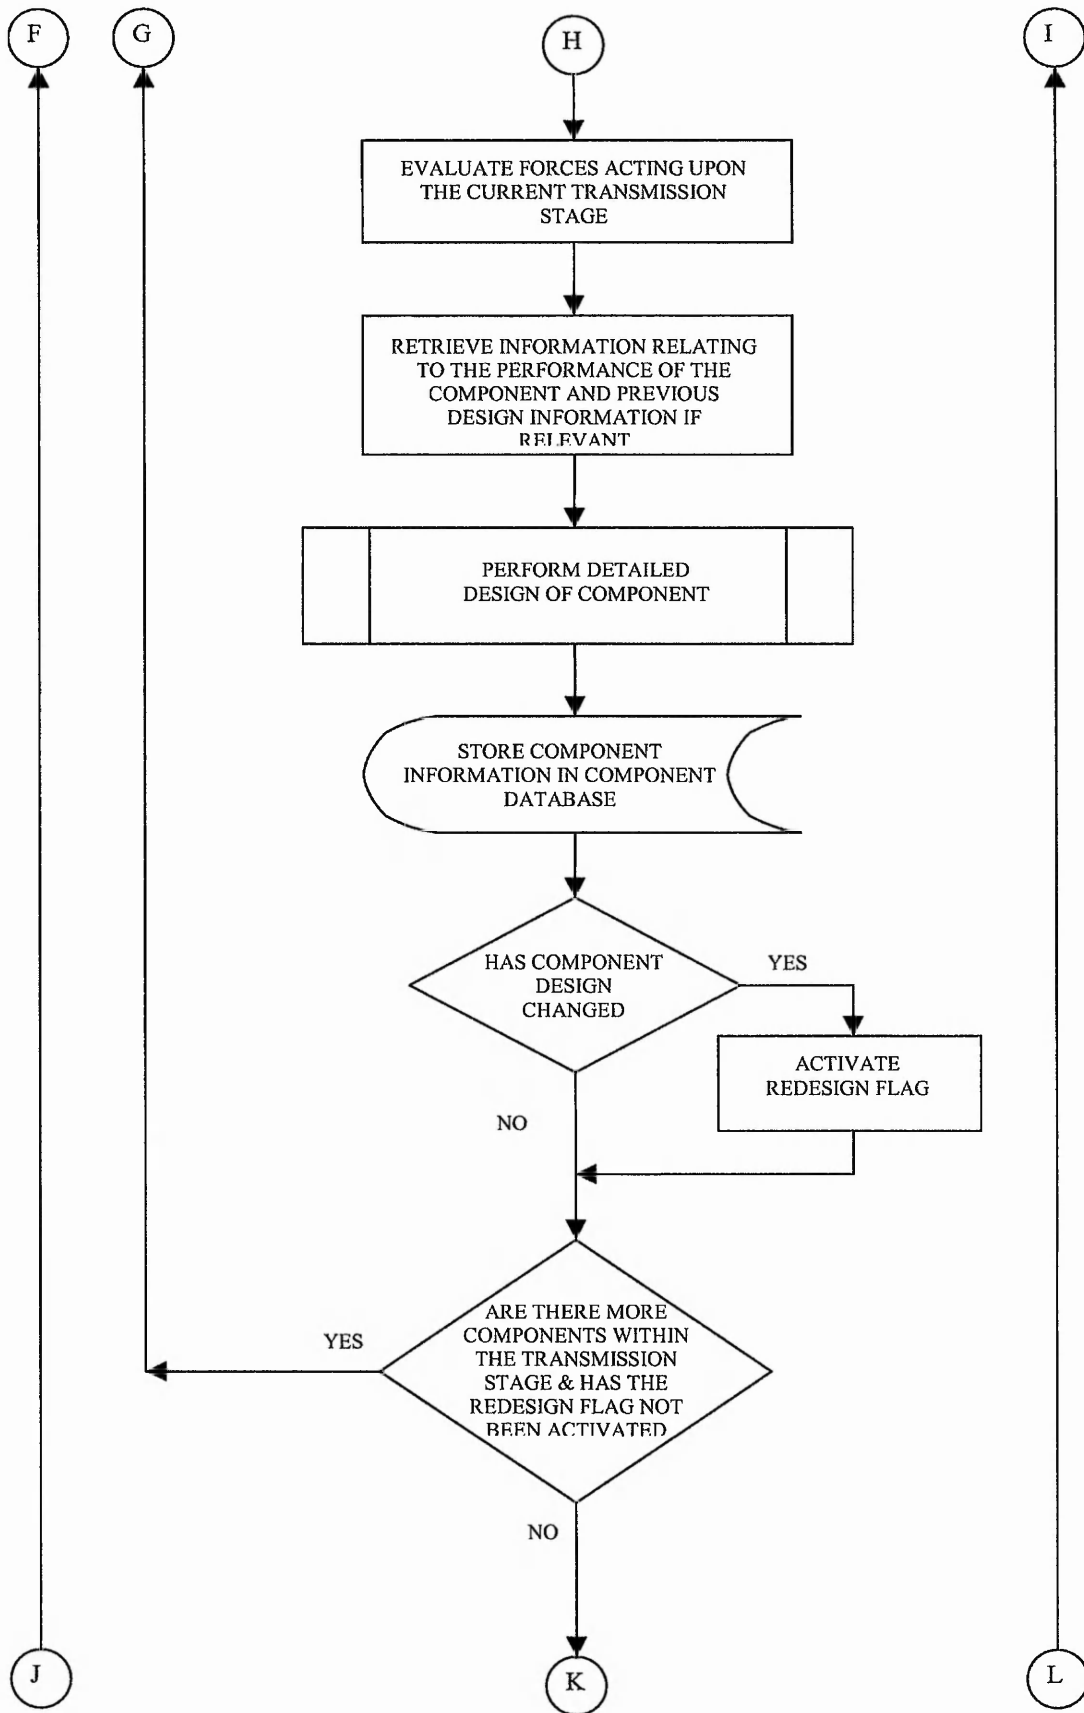 F
G
H
I
EVALUATE FORCES ACTING UPON
THE CURRENT TRANSMISSION
STAGE
RETRIEVE INFORMATION RELATING
TO THE PERFORMANCE OF THE
COMPONENT AND PREVIOUS
DESIGN INFORMATION IF
RELEVANT
PERFORM DETAILED
DESIGN OF COMPONENT
STORE COMPONENT
INFORMATION IN COMPONENT
DATABASE
HAS COMPONENT
DESIGN
CHANGED
YES
ACTIVATE
REDESIGN FLAG
NO
ARE THERE MORE
COMPONENTS WITHIN
THE TRANSMISSION
STAGE & HAS THE
REDESIGN FLAG NOT
BEEN ACTIVATED
YES
NO
J
K
L